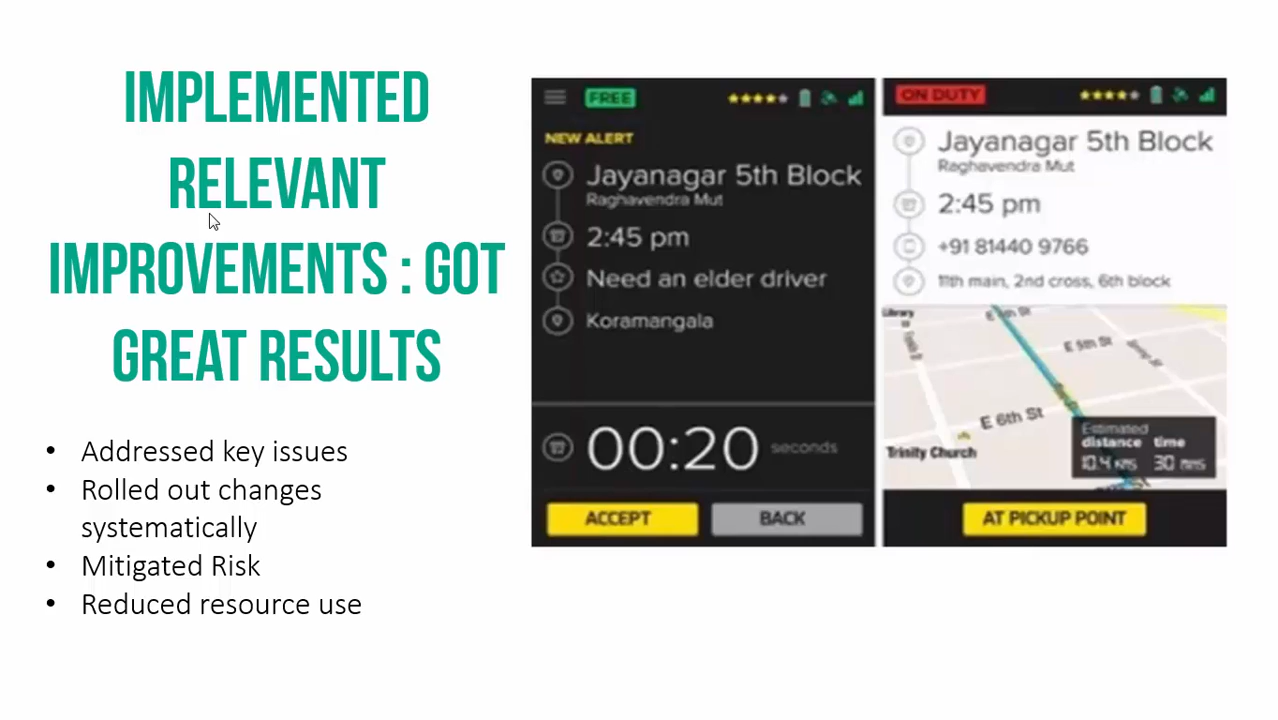 IMPLEMENTED
RELEVANT
IMPROVEMENTS : GOT
GREAT RESULTS
• Addressed key issues
• Rolled out changes
systematically
• Mitigated Risk
• Reduced resource use
FREE
NEW ALERT
Jayanagar 5th Block
Raghavendra Mut
2:45 pm
Need an elder driver
Koramangala
00:20 seconds
ACCEPT
BACK
ON DUTY
Jayanagar 5th Block
Raghavendra Mut
2:45 pm
+91 81440 9766
11th main, 2nd cross, 6th block
Library
E 5th St
E 6th St
Trinity Church
Estimated
distance time
10.4 KMS 30 MINS
AT PICKUP POINT